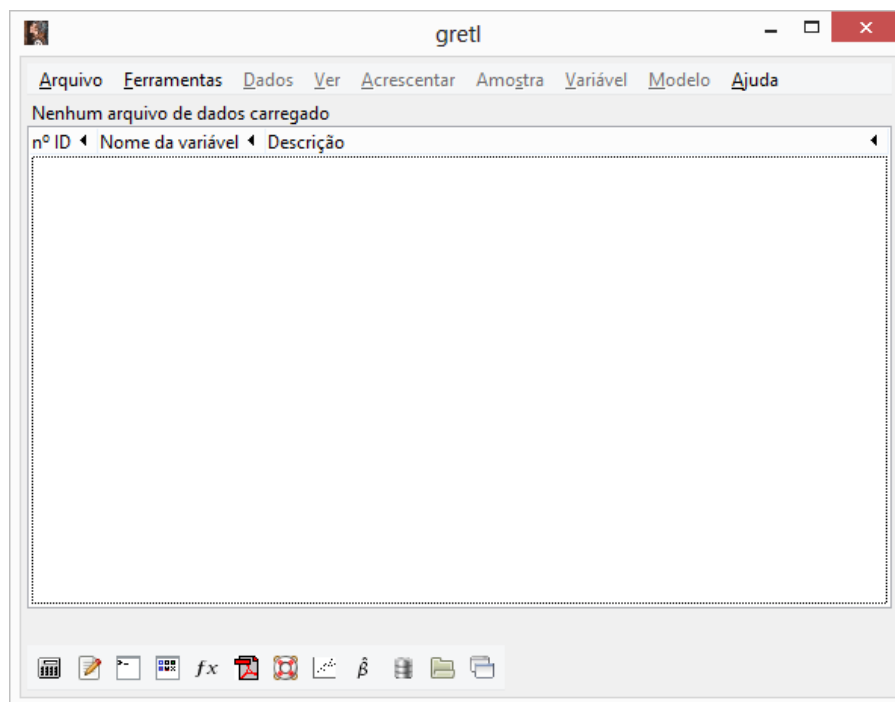 gretl
Arquivo Ferramentas Dados Ver Acrescentar Amostra Variável Modelo Ajuda
Nenhum arquivo de dados carregado
nº ID Nome da variável Descrição
fx β̂